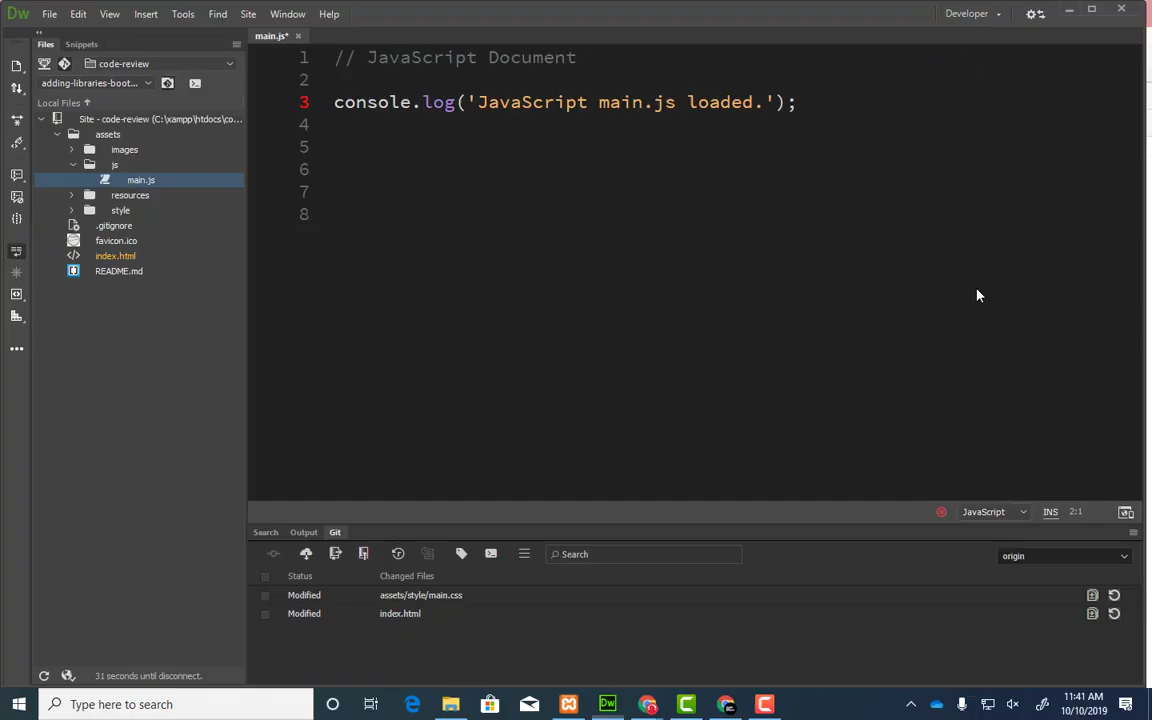 Dw File Edit View Insert Tools Find Site Window Help Developer
Files Snippets
main.js*
code-review
adding-libraries-boot...
Local Files
Site - code-review (C:\xampp\htdocs\co...
assets
images
js
main.js
resources
style
.gitignore
favicon.ico
index.html
README.md
31 seconds until disconnect.
1 // JavaScript Document
2
3 console.log('JavaScript main.js loaded.');
4
5
6
7
8
JavaScript INS 2:1
Search Output Git
Search origin
Status Changed Files
Modified assets/style/main.css
Modified index.html
Type here to search
Dw
11:41 AM
10/10/2019